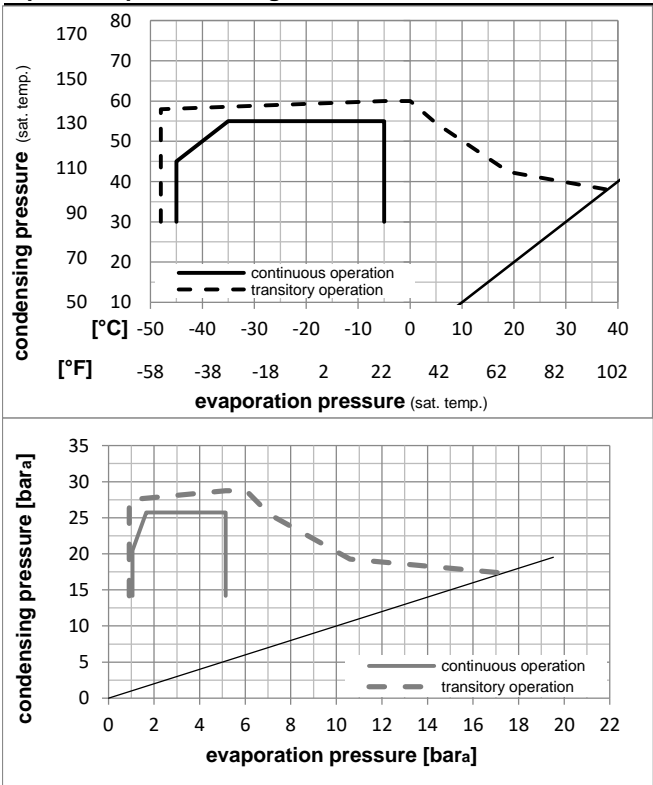 condensing pressure (sat. temp.)
170 80
150 70
130 60
50
110 40
90 30
70 20
50 10
continuous operation
transitory operation
[°C] -50 -40 -30 -20 -10 0 10 20 30 40
[°F] -58 -38 -18 2 22 42 62 82 102
evaporation pressure (sat. temp.)
condensing pressure [bara]
35
30
25
20
15
10
5
0
continuous operation
transitory operation
0 2 4 6 8 10 12 14 16 18 20 22
evaporation pressure [bara]